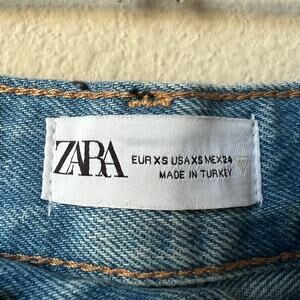 ZARA
EUR XS USA XS MEX 24
MADE IN TURKEY